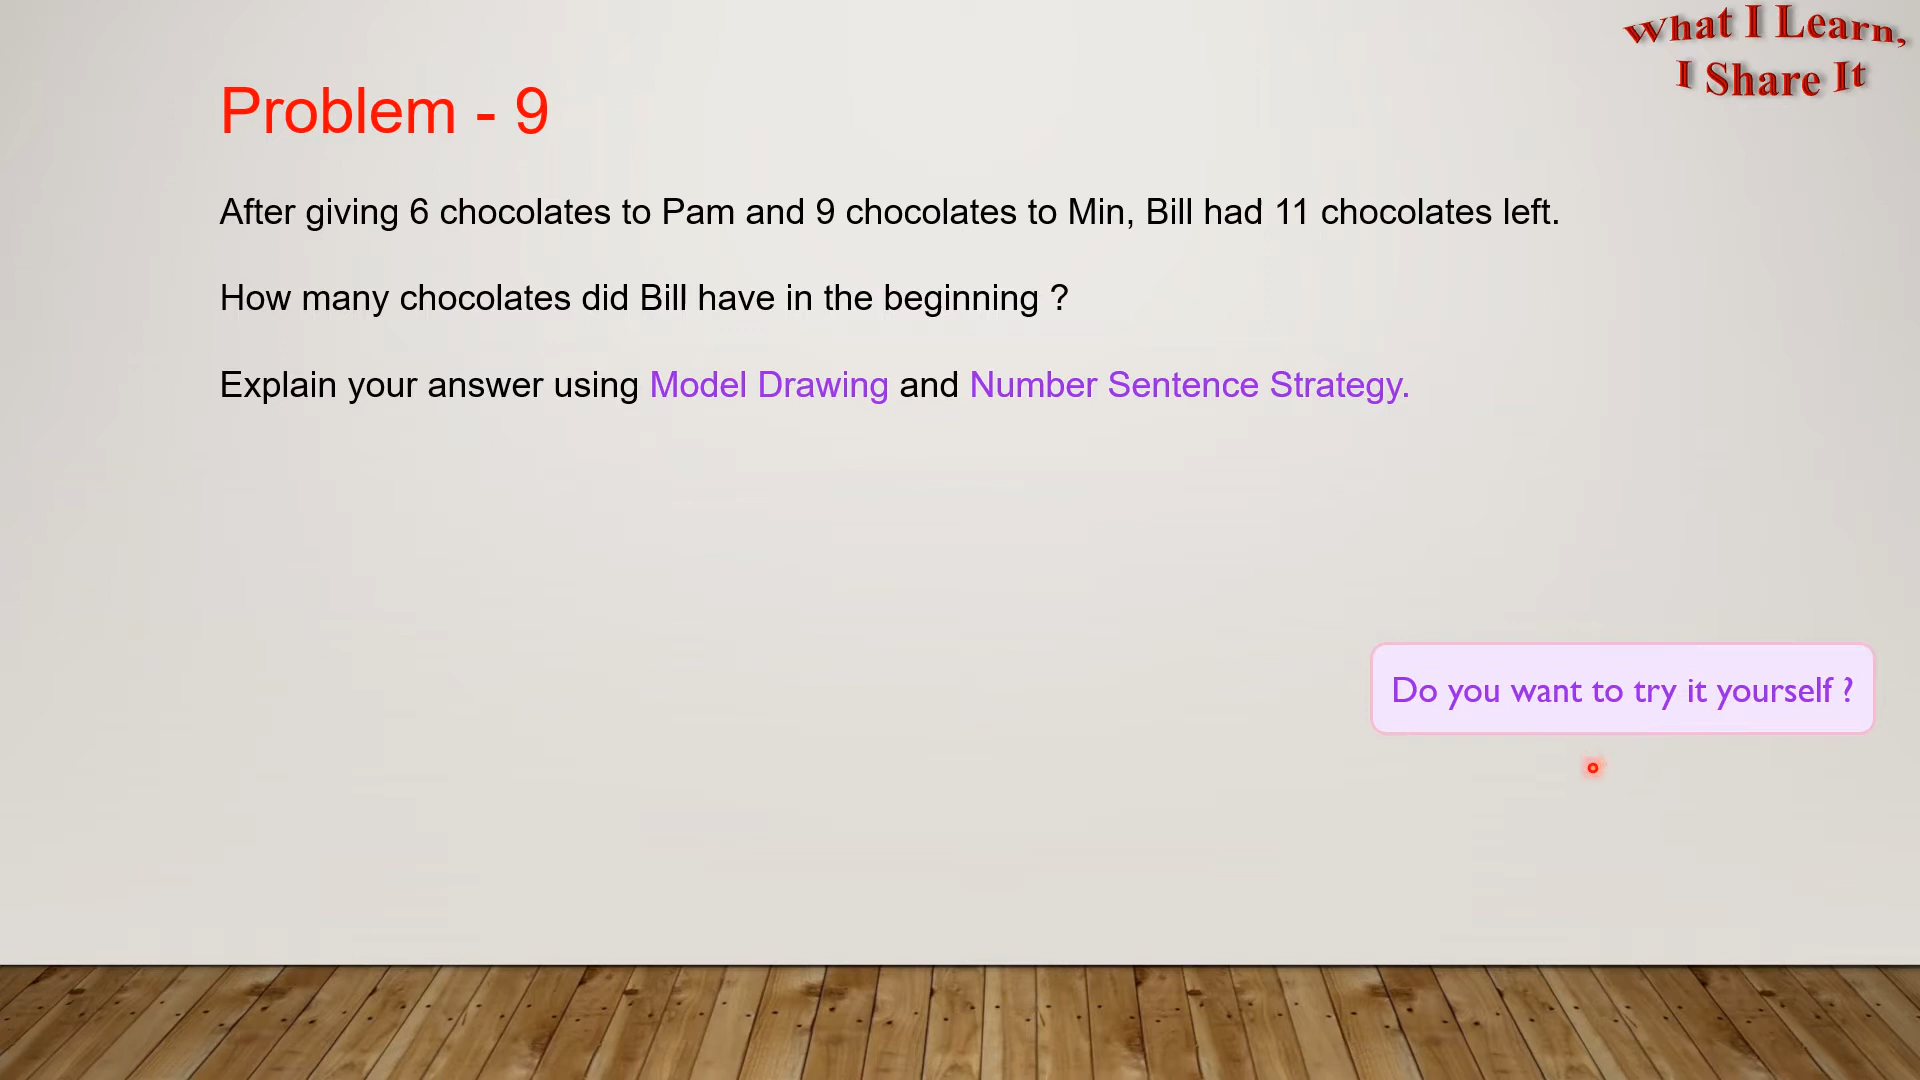 What I Learn,
I Share It
Problem - 9
After giving 6 chocolates to Pam and 9 chocolates to Min, Bill had 11 chocolates left.
How many chocolates did Bill have in the beginning ?
Explain your answer using Model Drawing and Number Sentence Strategy.
Do you want to try it yourself ?